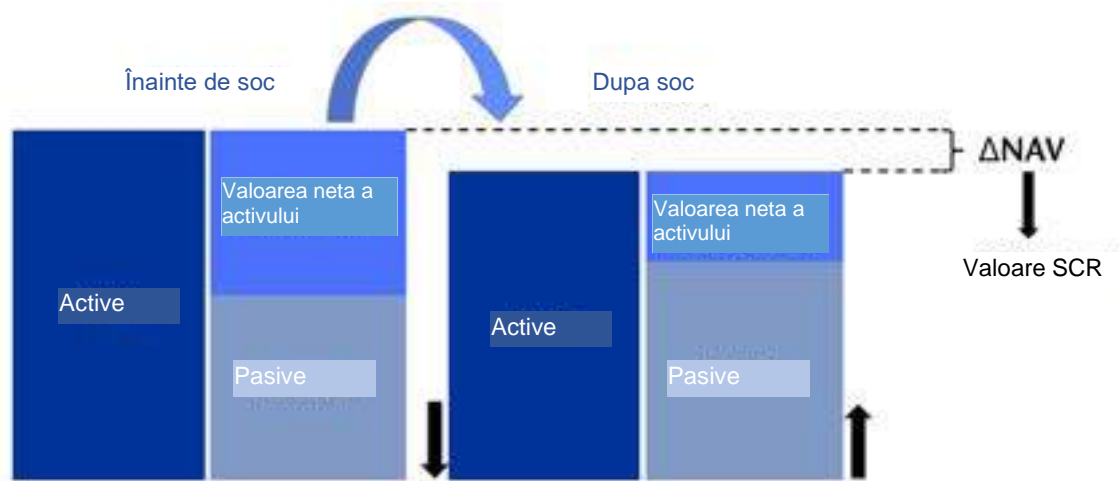 Înainte de soc
Dupa soc
ΔNAV
Valoare SCR
Valoarea neta a
activului
Active
Pasive
Valoarea neta a
activului
Active
Pasive